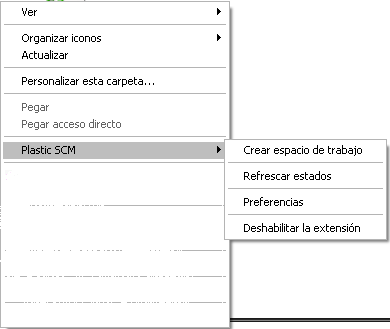 Ver
Organizar iconos
Actualizar
Personalizar esta carpeta...
Pegar
Pegar acceso directo
Plastic SCM
Crear espacio de trabajo
Refrescar estados
Preferencias
Deshabilitar la extensión